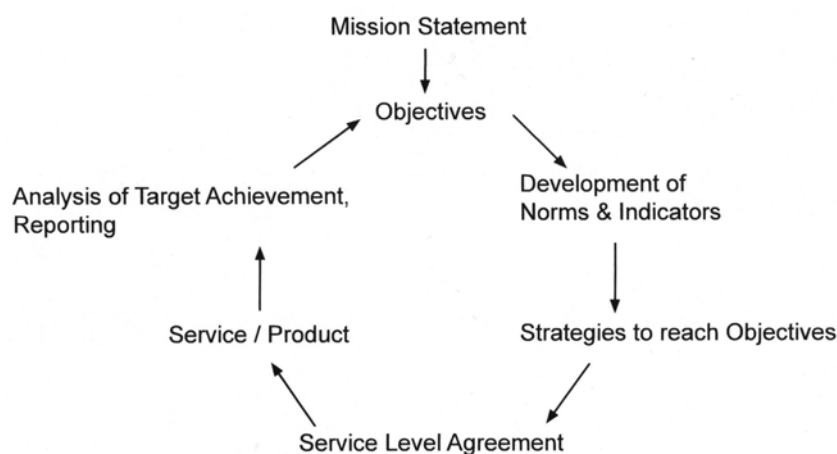 Mission Statement
Objectives
Development of
Norms & Indicators
Strategies to reach Objectives
Service Level Agreement
Service / Product
Analysis of Target Achievement,
Reporting